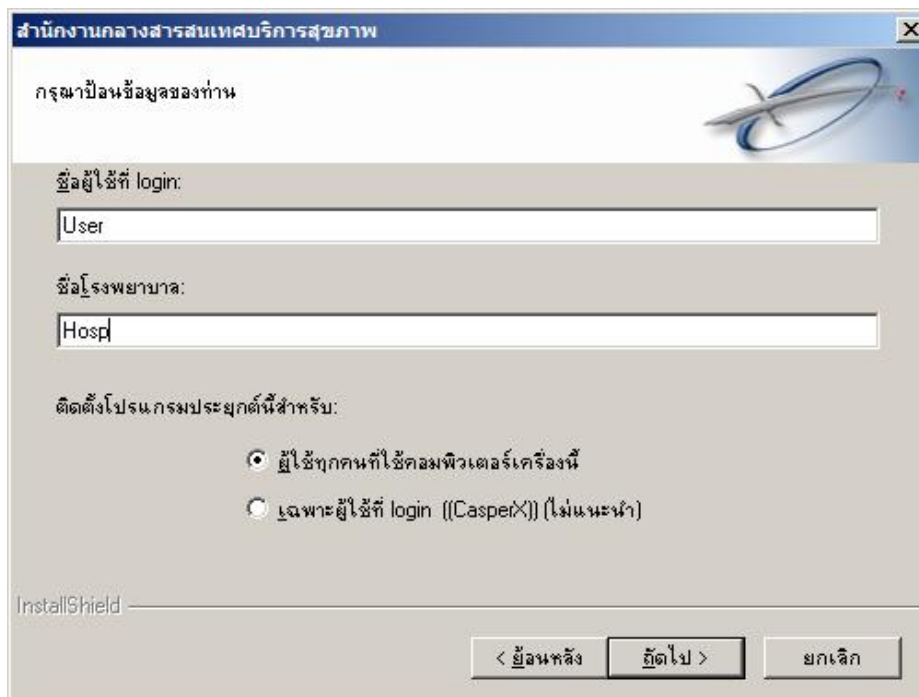 สำนักงานกลางสารสนเทศบริการสุขภาพ
กรุณาป้อนข้อมูลของท่าน
ชื่อผู้ใช้ที่ login:
User
ชื่อโรงพยาบาล:
Hosp
ติดตั้งโปรแกรมประยุกต์นี้สำหรับ:
ผู้ใช้ทุกคนที่ใช้คอมพิวเตอร์เครื่องนี้
เฉพาะผู้ใช้ที่ login ((CasperX)) (ไม่แนะนำ)
InstallShield
< ย้อนหลัง ถัดไป > ยกเลิก